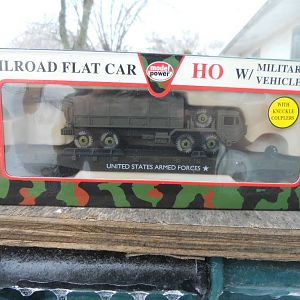 ILROAD FLAT CAR
model
power
HO W/
MILITAR
VEHICLE
WITH
KNUCKLE
COUPLERS
UNITED STATES ARMED FORCES ★